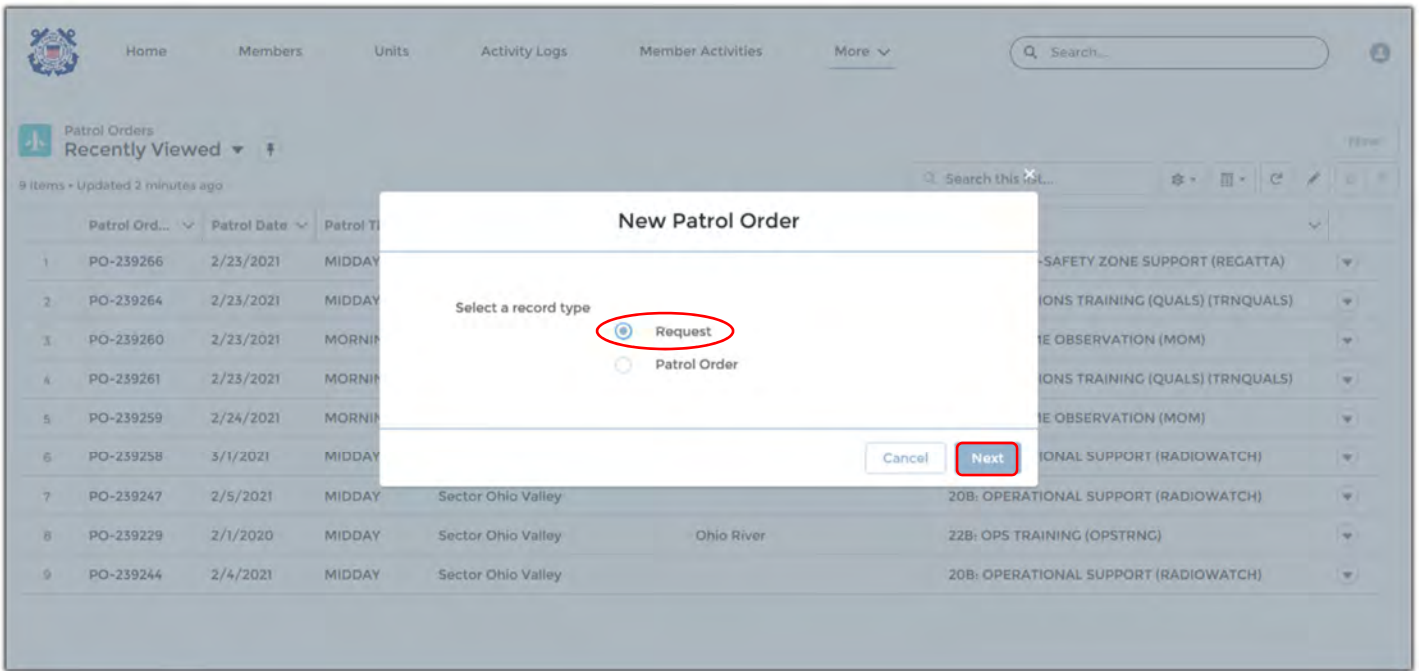 Home Members Units Activity Logs Member Activities More
Search...
Patrol Orders
Recently Viewed
New
9 items • Updated 2 minutes ago
Search this list...
Patrol Ord... Patrol Date Patrol Ti
1 PO-239266 2/23/2021 MIDDAY -SAFETY ZONE SUPPORT (REGATTA)
2 PO-239264 2/23/2021 MIDDAY IONS TRAINING (QUALS) (TRNQUALS)
3 PO-239260 2/23/2021 MORNIN ME OBSERVATION (MOM)
4 PO-239261 2/23/2021 MORNIN IONS TRAINING (QUALS) (TRNQUALS)
5 PO-239259 2/24/2021 MORNIN ME OBSERVATION (MOM)
6 PO-239258 3/1/2021 MIDDAY IONAL SUPPORT (RADIOWATCH)
7 PO-239247 2/5/2021 MIDDAY Sector Ohio Valley 20B: OPERATIONAL SUPPORT (RADIOWATCH)
8 PO-239229 2/1/2020 MIDDAY Sector Ohio Valley Ohio River 22B: OPS TRAINING (OPSTRNG)
9 PO-239244 2/4/2021 MIDDAY Sector Ohio Valley 20B: OPERATIONAL SUPPORT (RADIOWATCH)
New Patrol Order
Select a record type
Request
Patrol Order
Cancel Next